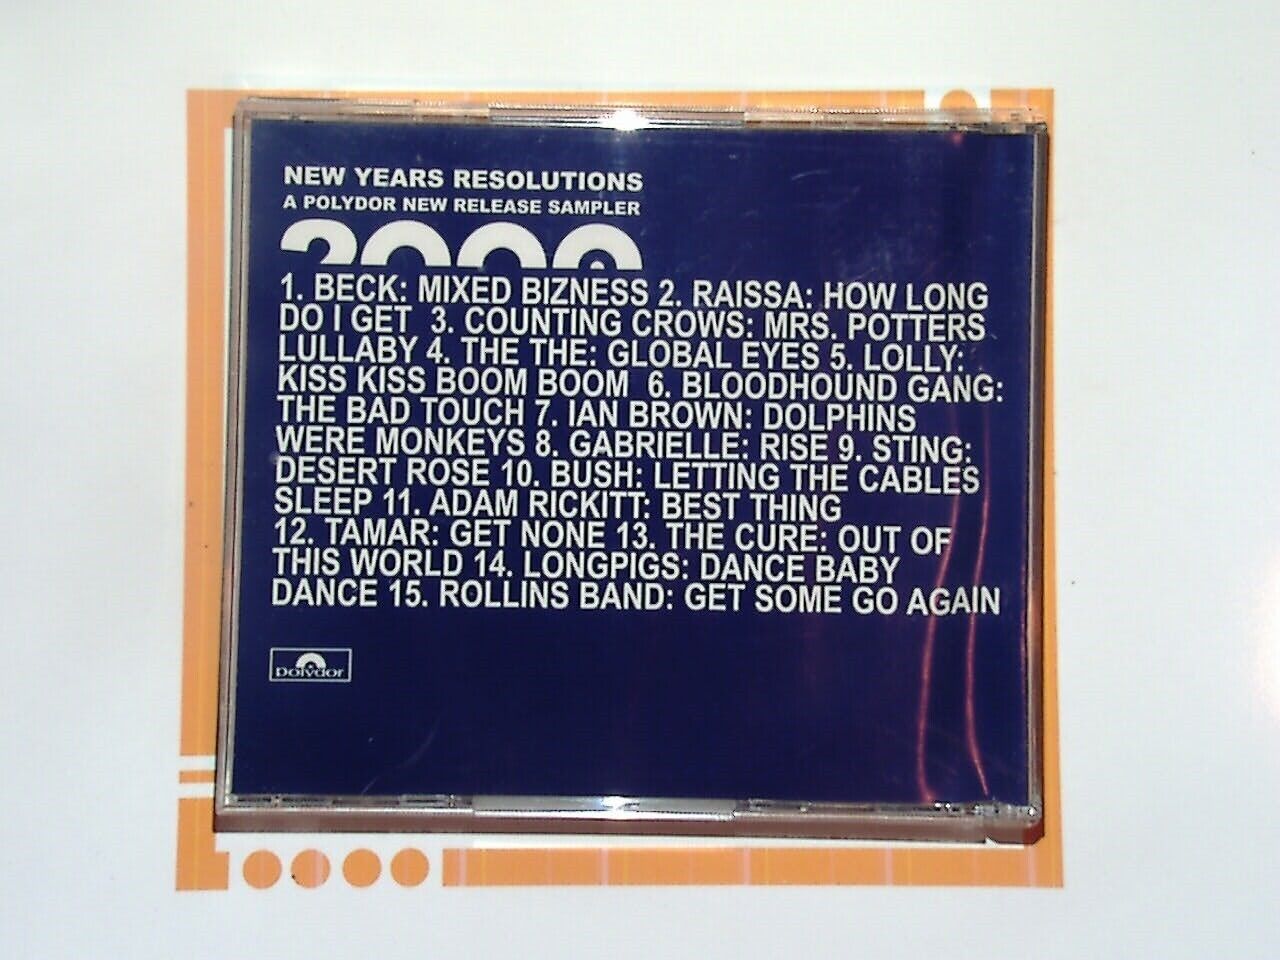 NEW YEARS RESOLUTIONS
A POLYDOR NEW RELEASE SAMPLER
2000
1. BECK: MIXED BIZNESS 2. RAISSA: HOW LONG
DO I GET 3. COUNTING CROWS: MRS. POTTERS
LULLABY 4. THE THE: GLOBAL EYES 5. LOLLY:
KISS KISS BOOM BOOM 6. BLOODHOUND GANG:
THE BAD TOUCH 7. IAN BROWN: DOLPHINS
WERE MONKEYS 8. GABRIELLE: RISE 9. STING:
DESERT ROSE 10. BUSH: LETTING THE CABLES
SLEEP 11. ADAM RICKITT: BEST THING
12. TAMAR: GET NONE 13. THE CURE: OUT OF
THIS WORLD 14. LONGPIGS: DANCE BABY
DANCE 15. ROLLINS BAND: GET SOME GO AGAIN
polydor